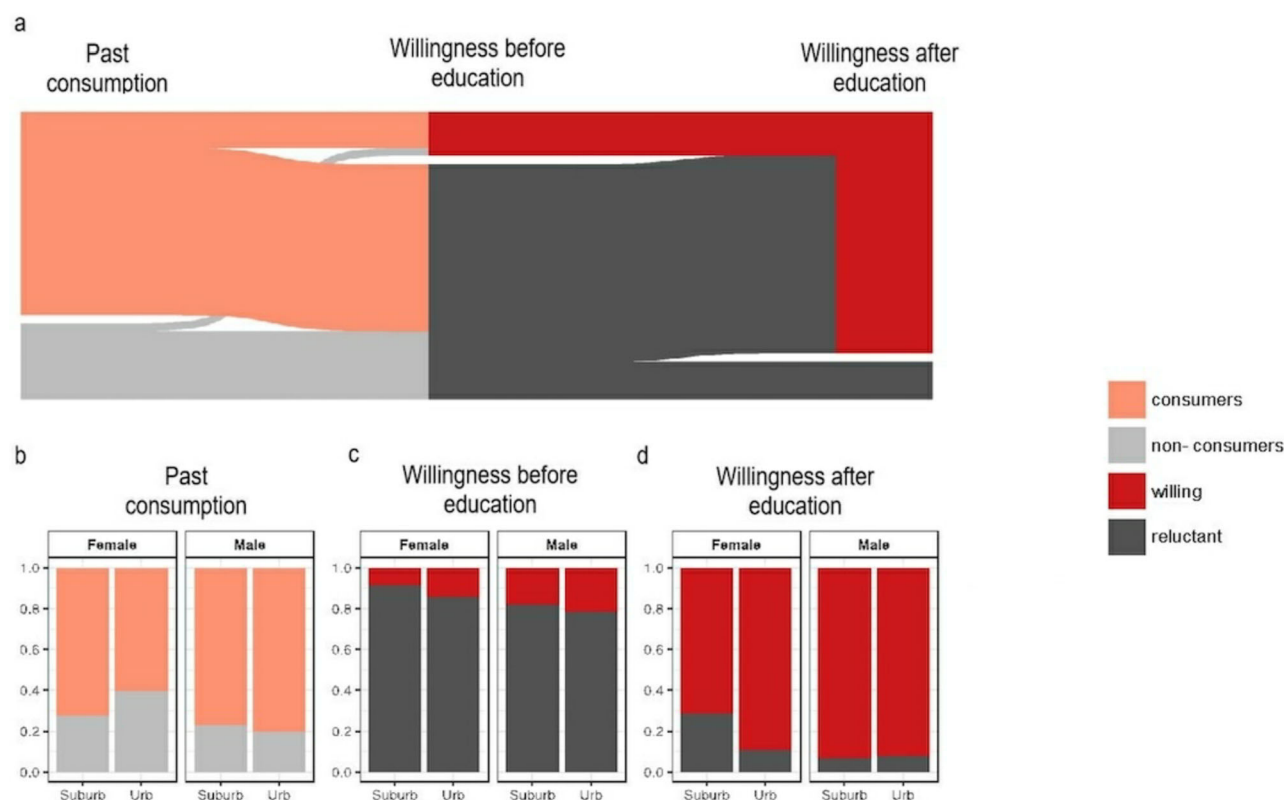 a
Past
consumption
Willingness before
education
Willingness after
education
consumers
non- consumers
willing
reluctant
b
Past
consumption
Female
Male
1.0
0.8
0.6
0.4
0.2
0.0
Suburb
Urb
Suburb
Urb
c
Willingness before
education
Female
Male
1.0
0.8
0.6
0.4
0.2
0.0
Suburb
Urb
Suburb
Urb
d
Willingness after
education
Female
Male
1.0
0.8
0.6
0.4
0.2
0.0
Suburb
Urb
Suburb
Urb